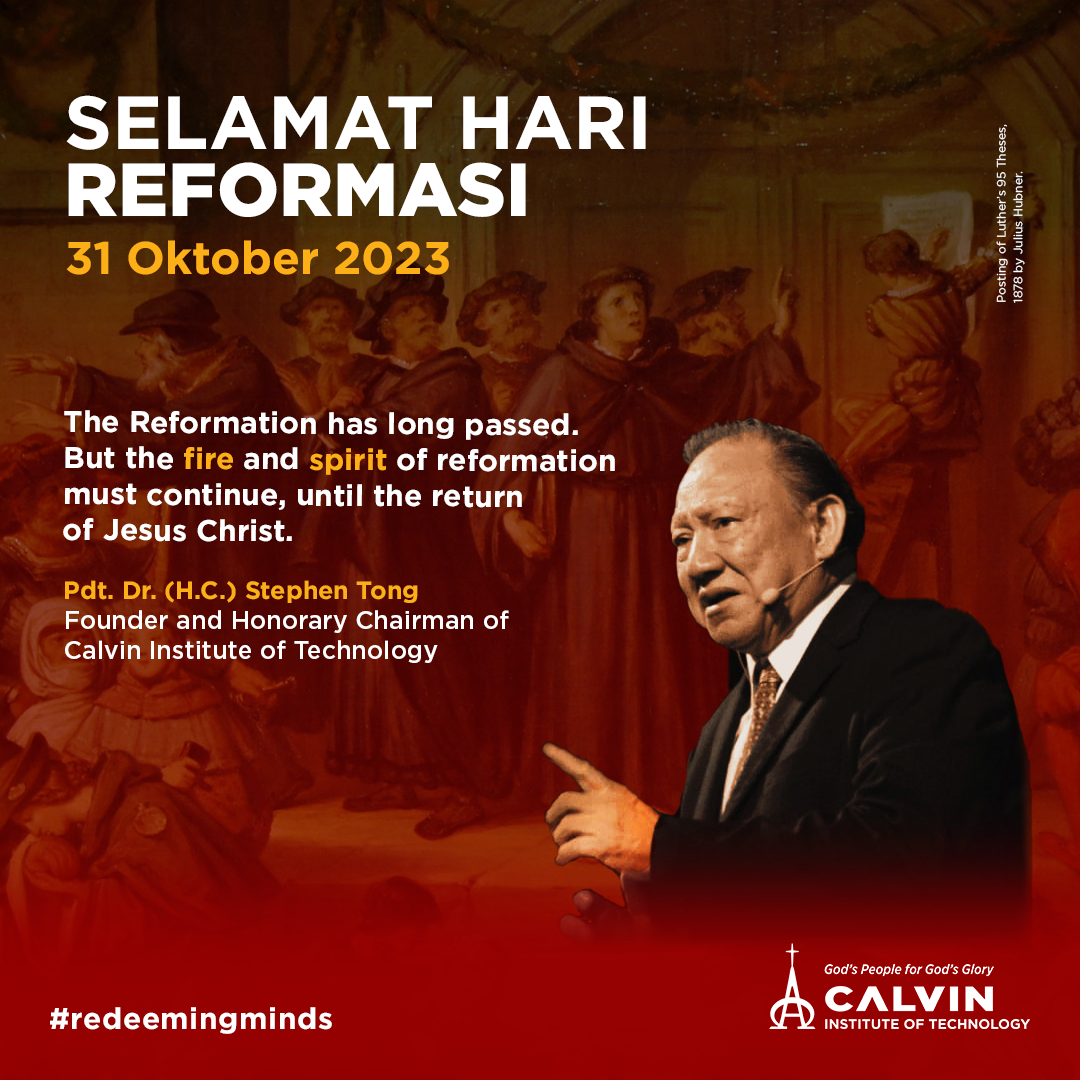 SELAMAT HARI
REFORMASI
31 Oktober 2023
Posting of Luther's 95 Theses,
1878 by Julius Hubner.
The Reformation has long passed.
But the fire and spirit of reformation
must continue, until the return
of Jesus Christ.
Pdt. Dr. (H.C.) Stephen Tong
Founder and Honorary Chairman of
Calvin Institute of Technology
#redeemingminds
God's People for God's Glory
CALVIN
INSTITUTE OF TECHNOLOGY